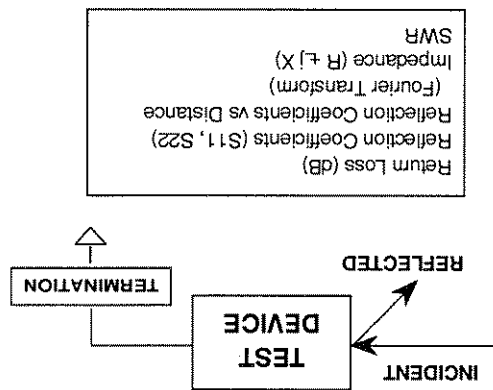 INCIDENT
TEST
DEVICE
REFLECTED
TERMINATION
Return Loss (dB)
Reflection Coefficients (S11, S22)
Reflection Coefficients vs Distance
(Fourier Transform)
Impedance (R ± j X)
SWR